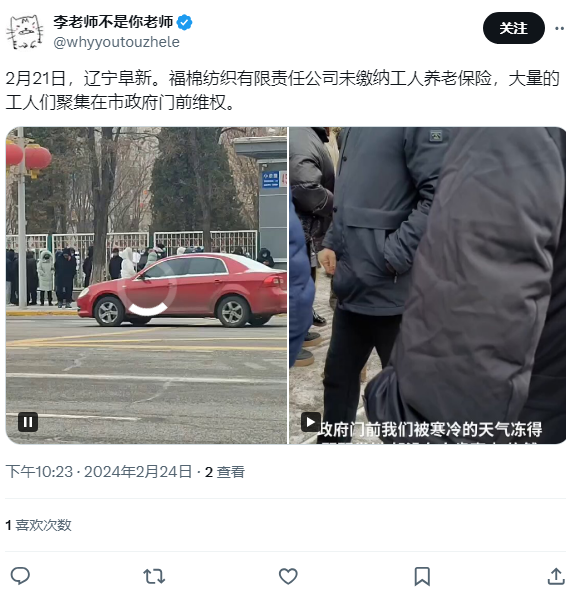 李老师不是你老师
关注
@whyyoutouzhele
2月21日，辽宁阜新。福棉纺织有限责任公司未缴纳工人养老保险，大量的
工人们聚集在市政府门前维权。
政府门前我们被寒冷的天气冻得
下午10:23 · 2024年2月24日 · 2 查看
1 喜欢次数